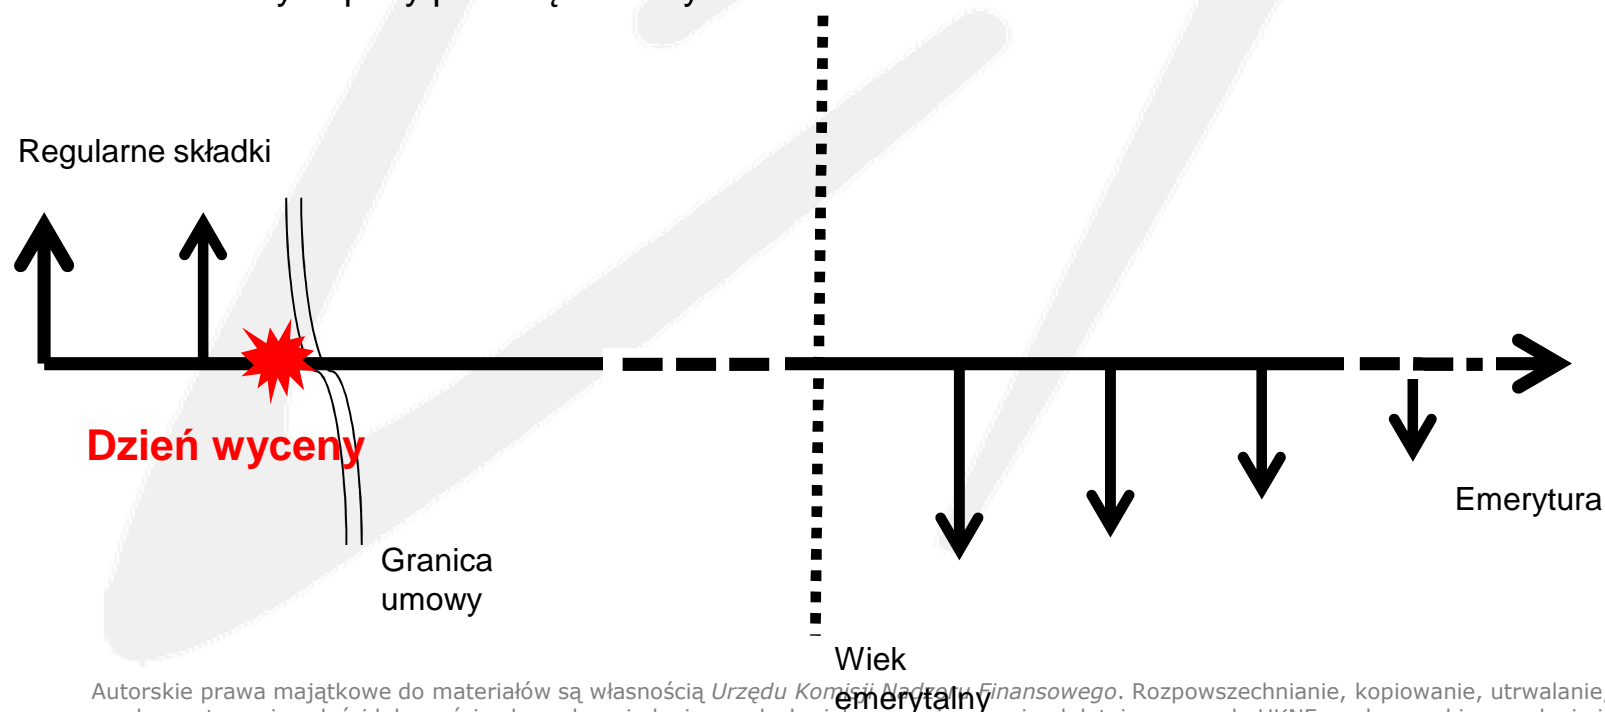 Regularne składki
Dzień wyceny
Emerytura
Granica
umowy
Wiek
emerytalny
Autorskie prawa majątkowe do materiałów są własnością Urzędu Komisji Nadzoru Finansowego. Rozpowszechnianie, kopiowanie, utrwalanie,